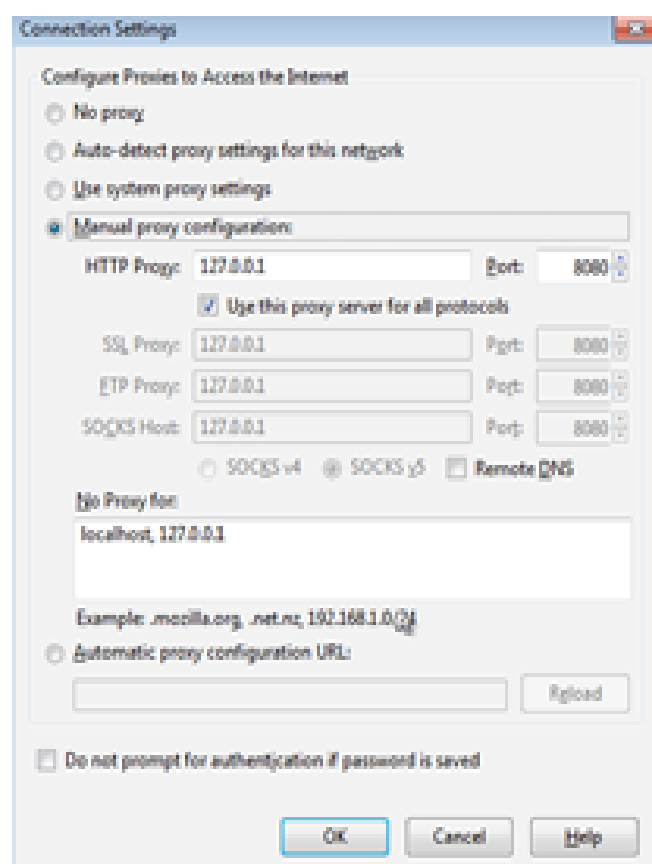 Connection Settings
Configure Proxies to Access the Internet
No proxy
Auto-detect proxy settings for this network
Use system proxy settings
Manual proxy configuration:
HTTP Proxy: 127.0.0.1 Port: 8080
Use this proxy server for all protocols
SSL Proxy: 127.0.0.1 Port: 8080
FTP Proxy: 127.0.0.1 Port: 8080
SOCKS Host: 127.0.0.1 Port: 8080
SOCKS v4 SOCKS v5 Remote DNS
No Proxy for:
localhost, 127.0.0.1
Example: .mozilla.org, .net.nz, 192.168.1.0/24
Automatic proxy configuration URL:
Reload
Do not prompt for authentication if password is saved
OK Cancel Help